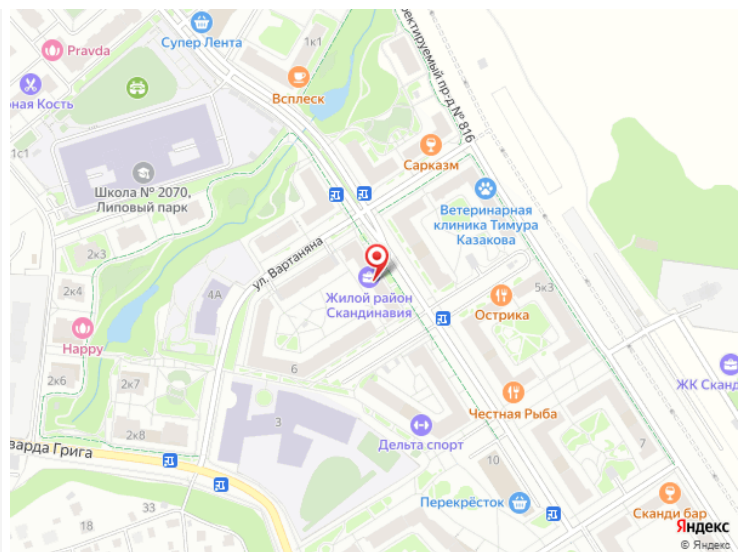 Pravda
Супер Лента
1к1
Всплеск
рная Кость
1с1
Школа № 2070,
Липовый парк
ректируемый пр-д № 816
Сарказм
Ветеринарная
клиника Тимура
Казакова
ул. Вартаняна
2к3
2к4
4А
Жилой район
Скандинавия
5к3
Острика
Happy
2к6
2к7
6
3
2к8
Честная Рыба
ЖК Сканд
Дельта спорт
7
варда Грига
10
33
18
Перекрёсток
Сканди бар
Яндекс
© Яндекс